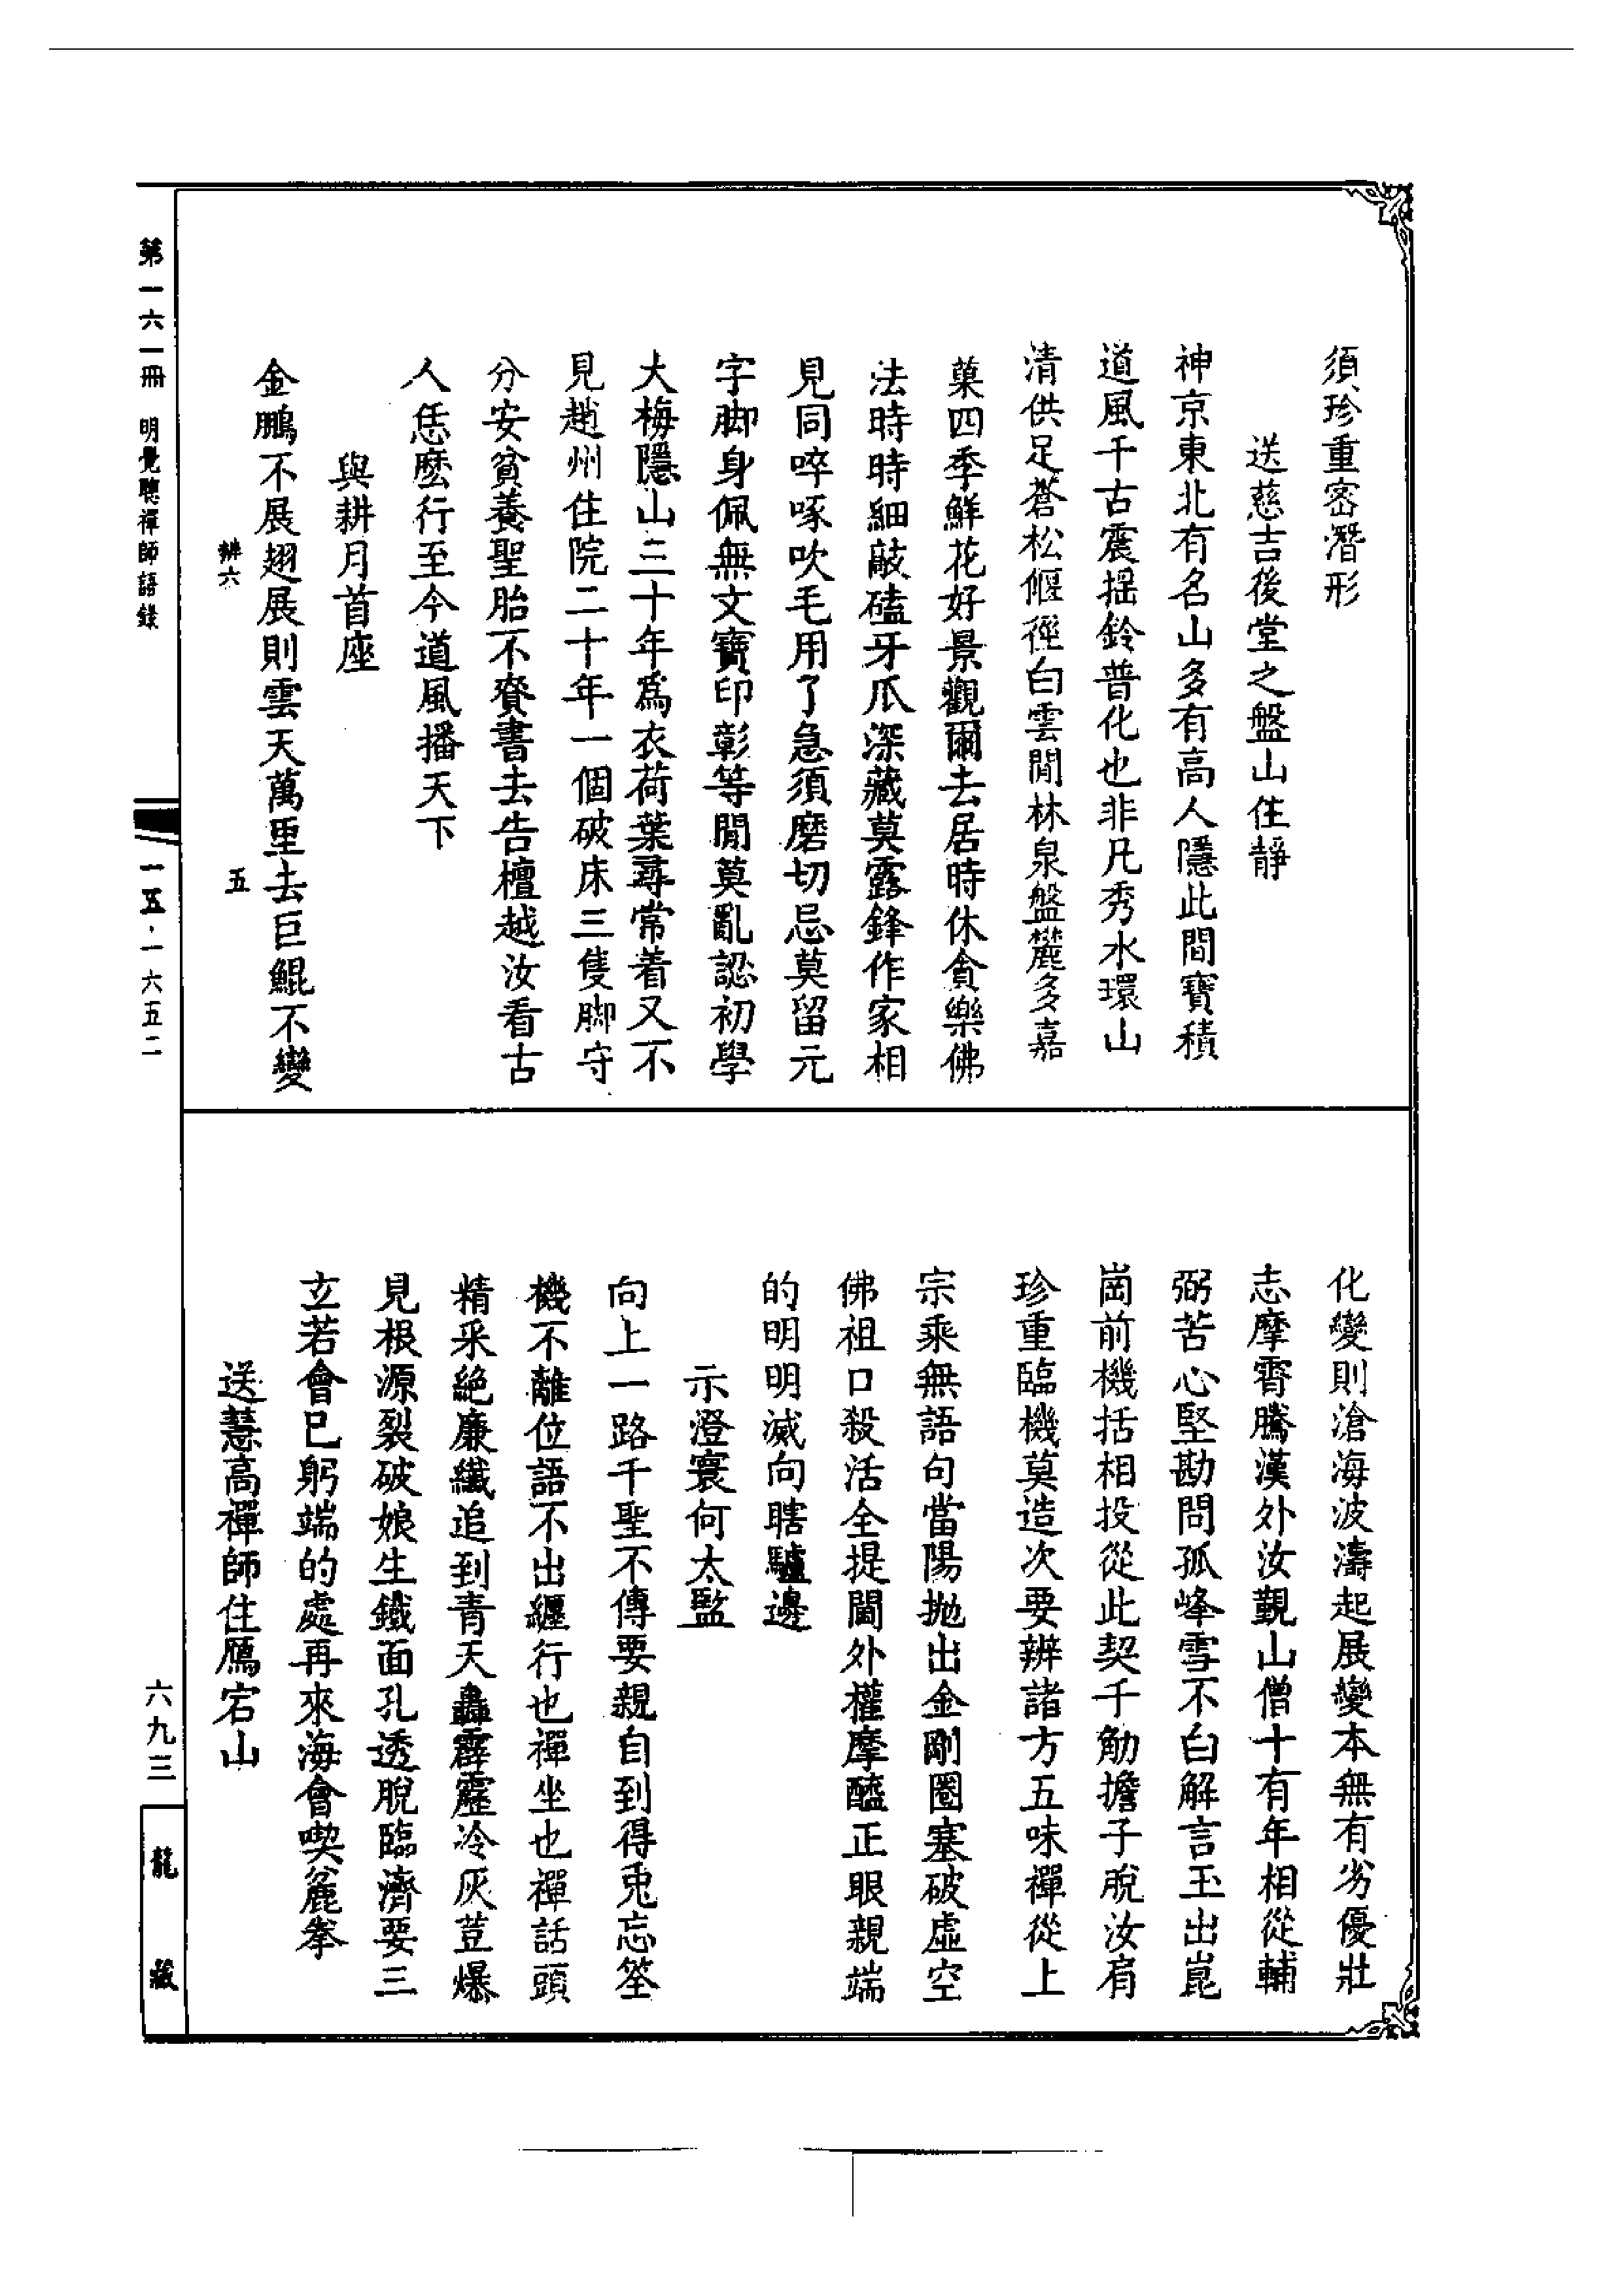 須珍重密潛形
送慈吉後堂之盤山住靜
神京東北有名山多有高人隱此間寶積
道風千古震搖鈴普化也非凡秀水環山
清供足蒼松偃徑白雲閒林泉盤麓多嘉
菓四季鮮花好景觀爾去居時休貪樂佛
法時時細敲磕牙爪深藏莫露鋒作家相
見同啐啄吹毛用了急須磨切忌莫留元
字脚身佩無文寶印彰等閒莫亂認初學
大梅隱山三十年爲衣荷葉尋常着又不
見趙州住院二十年一個破床三隻脚守
分安貧養聖胎不賚書去告檀越汝看古
人恁麽行至今道風播天下
與耕月首座
金鵬不展翅展則雲天萬里去巨鯤不變
辨六
五
化變則滄海波濤起展變本無有劣優壯
志摩霄騰漢外汝觀山僧十有年相從輔
弼苦心堅勘問孤峰雪不白解言玉出崑
崗前機括相投從此契千觔擔子脫汝肩
珍重臨機莫造次要辨諸方五味禪從上
宗乘無語句當陽拋出金剛圈塞破虛空
佛祖口殺活全提閫外權摩醯正眼親端
的明明滅向瞎驢邊
示澄寰何太監
向上一路千聖不傳要親自到得兎忘筌
機不離位語不出纏行也禪坐也禪話頭
精采絕廉纖追到青天轟霹靂冷灰荳爆
見根源裂破娘生鐵面孔透脫臨濟要三
玄若會巳躬端的處再來海會喫麄拳
送慧高禪師住鴈宕山
第一六一冊 明覺聰禪師語錄
一五·一六五二
六九三
龍藏